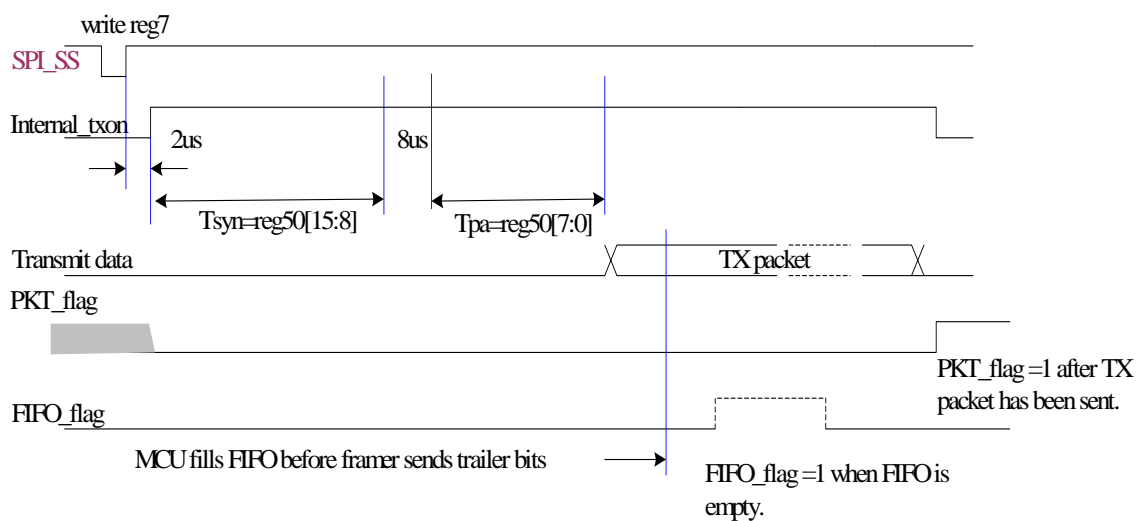 write reg7
SPI_SS
Internal_txon
2us
8us
Tsyn=reg50[15:8]
Tpa=reg50[7:0]
Transmit data
TX packet
PKT_flag
PKT_flag =1 after TX
packet has been sent.
FIFO_flag
MCU fills FIFO before framer sends trailer bits
FIFO_flag =1 when FIFO is
empty.